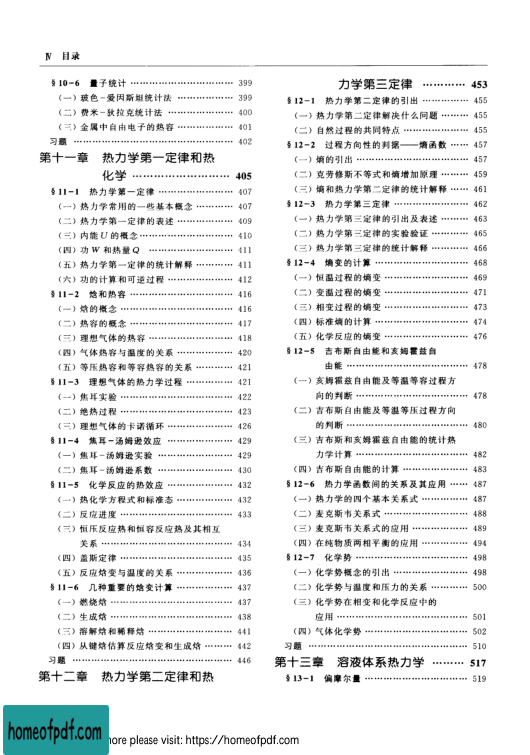 Ⅳ 目录
§10-6 量子统计 …………………………… 399
(一) 玻色-爱因斯坦统计法 ……………… 399
(二) 费米-狄拉克统计法 ………………… 400
(三) 金属中自由电子的热容 ……………… 401
习题 ………………………………………… 402
第十一章 热力学第一定律和热
化学 ………………………… 405
§11-1 热力学第一定律 …………………… 407
(一) 热力学常用的一些基本概念 ………… 407
(二) 热力学第一定律的表述 ……………… 409
(三) 内能U的概念 ………………………… 410
(四) 功W和热量Q ………………………… 411
(五) 热力学第一定律的统计解释 ………… 411
(六) 功的计算和可逆过程 ………………… 412
§11-2 焓和热容 …………………………… 416
(一) 焓的概念 ……………………………… 416
(二) 热容的概念 …………………………… 417
(三) 理想气体的热容 ……………………… 418
(四) 气体热容与温度的关系 ……………… 420
(五) 等压热容和等容热容的关系 ………… 421
§11-3 理想气体的热力学过程 …………… 421
(一) 焦耳实验 ……………………………… 422
(二) 绝热过程 ……………………………… 423
(三) 理想气体的卡诺循环 ………………… 426
§11-4 焦耳-汤姆逊效应 ………………… 429
(一) 焦耳-汤姆逊实验 …………………… 429
(二) 焦耳-汤姆逊系数 …………………… 430
§11-5 化学反应的热效应 ………………… 432
(一) 热化学方程式和标准态 ……………… 432
(二) 反应进度 ……………………………… 433
(三) 恒压反应热和恒容反应热及其相互
关系 …………………………………… 434
(四) 盖斯定律 ……………………………… 435
(五) 反应焓变与温度的关系 ……………… 436
§11-6 几种重要的焓变计算 ……………… 437
(一) 燃烧焓 ………………………………… 437
(二) 生成焓 ………………………………… 438
(三) 溶解焓和稀释焓 ……………………… 441
(四) 从键焓估算反应焓变和生成焓 ……… 442
习题 ………………………………………… 446
第十二章 热力学第二定律和热
力学第三定律 ………… 453
§12-1 热力学第二定律的引出 …………… 455
(一) 热力学第二定律解决什么问题 ……… 455
(二) 自然过程的共同特点 ………………… 455
§12-2 过程方向性的判据——熵函数 …… 457
(一) 熵的引出 ……………………………… 457
(二) 克劳修斯不等式和熵增加原理 ……… 459
(三) 熵和热力学第二定律的统计解释 …… 461
§12-3 热力学第三定律 …………………… 462
(一) 热力学第三定律的引出及表述 ……… 463
(二) 热力学第三定律的实验验证 ………… 465
(三) 热力学第三定律的统计解释 ………… 466
§12-4 熵变的计算 ………………………… 468
(一) 恒温过程的熵变 ……………………… 469
(二) 变温过程的熵变 ……………………… 471
(三) 相变过程的熵变 ……………………… 473
(四) 标准熵的计算 ………………………… 474
(五) 化学反应的熵变 ……………………… 476
§12-5 吉布斯自由能和亥姆霍兹自
由能 ………………………………… 478
(一) 亥姆霍兹自由能及等温等容过程方
向的判断 ……………………………… 478
(二) 吉布斯自由能及等温等压过程方向
的判断 ………………………………… 480
(三) 吉布斯和亥姆霍兹自由能的统计热
力学计算 ……………………………… 482
(四) 吉布斯自由能的计算 ………………… 483
§12-6 热力学函数间的关系及其应用 …… 487
(一) 热力学的四个基本关系式 …………… 487
(二) 麦克斯韦关系式 ……………………… 488
(三) 麦克斯韦关系式的应用 ……………… 489
(四) 在纯物质两相平衡的应用 …………… 494
§12-7 化学势 ……………………………… 498
(一) 化学势概念的引出 …………………… 498
(二) 化学势与温度和压力的关系 ………… 500
(三) 化学势在相变和化学反应中的
应用 …………………………………… 501
(四) 气体化学势 …………………………… 502
习题 ………………………………………… 510
第十三章 溶液体系热力学 ……… 517
§13-1 偏摩尔量 …………………………… 519
homeofpdf.com
more please visit: https://homeofpdf.com